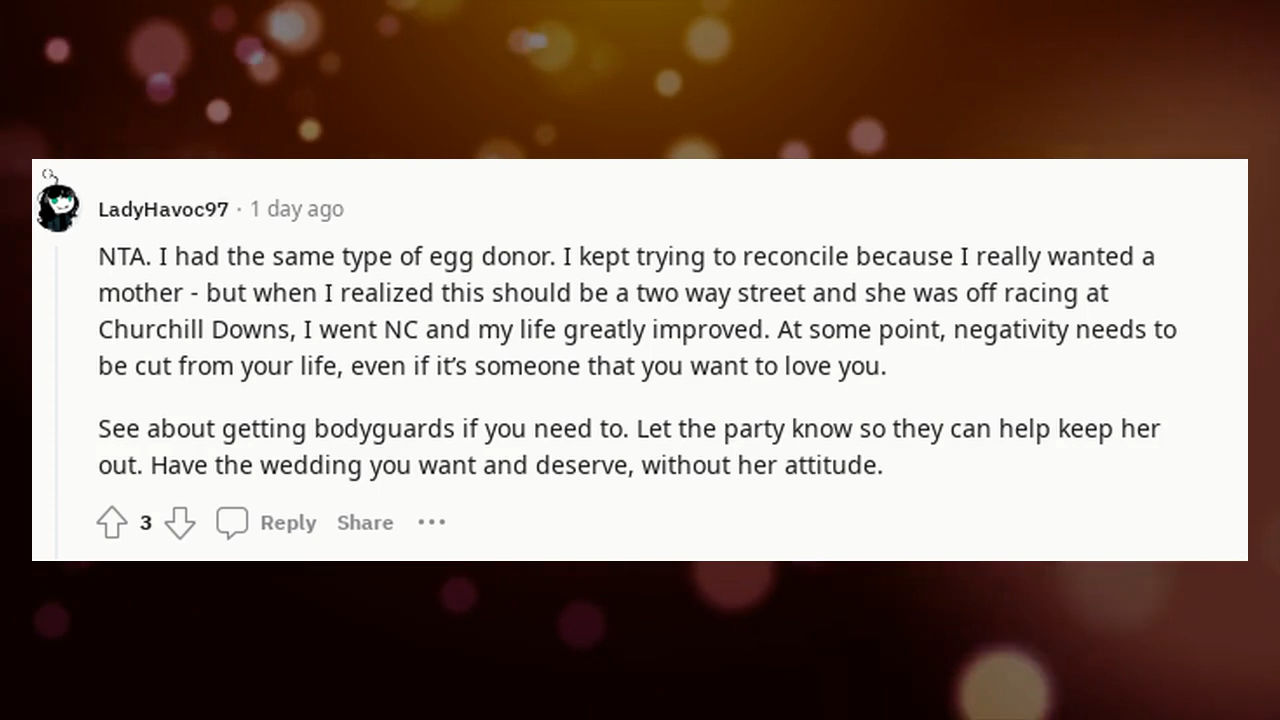 LadyHavoc97 · 1 day ago
NTA. I had the same type of egg donor. I kept trying to reconcile because I really wanted a
mother - but when I realized this should be a two way street and she was off racing at
Churchill Downs, I went NC and my life greatly improved. At some point, negativity needs to
be cut from your life, even if it’s someone that you want to love you.
See about getting bodyguards if you need to. Let the party know so they can help keep her
out. Have the wedding you want and deserve, without her attitude.
3 Reply Share ···